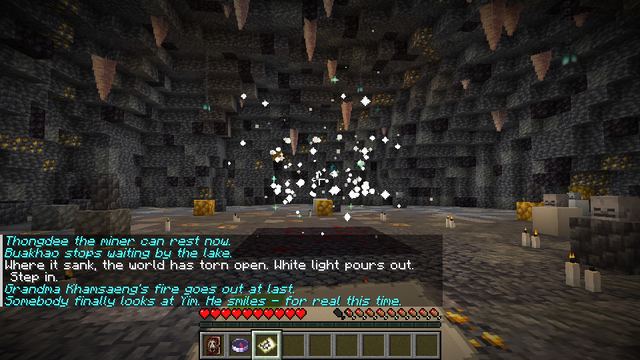 Thongdee the miner can rest now.
Buakhao stops waiting by the lake.
Where it sank, the world has torn open. White light pours out.
Step in.
Grandma Khamsaeng's fire goes out at last.
Somebody finally looks at Yim. He smiles - for real this time.